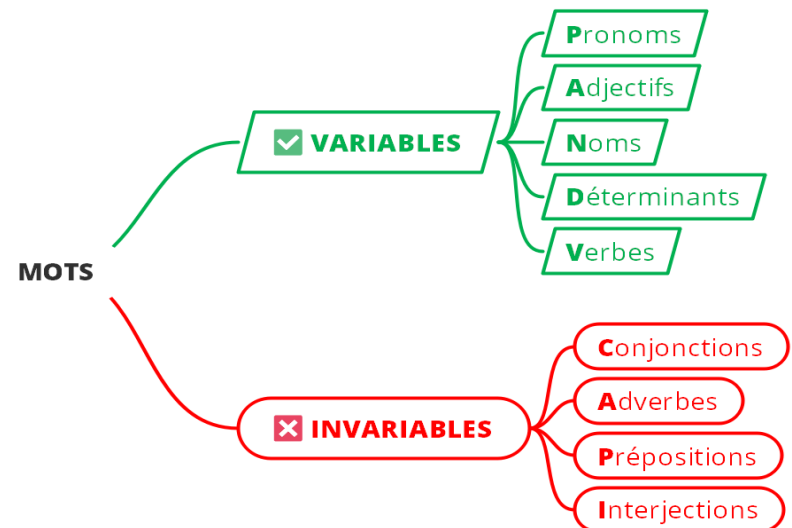 MOTS
VARIABLES
Pronoms
Adjectifs
Noms
Déterminants
Verbes
INVARIABLES
Conjonctions
Adverbes
Prépositions
Interjections